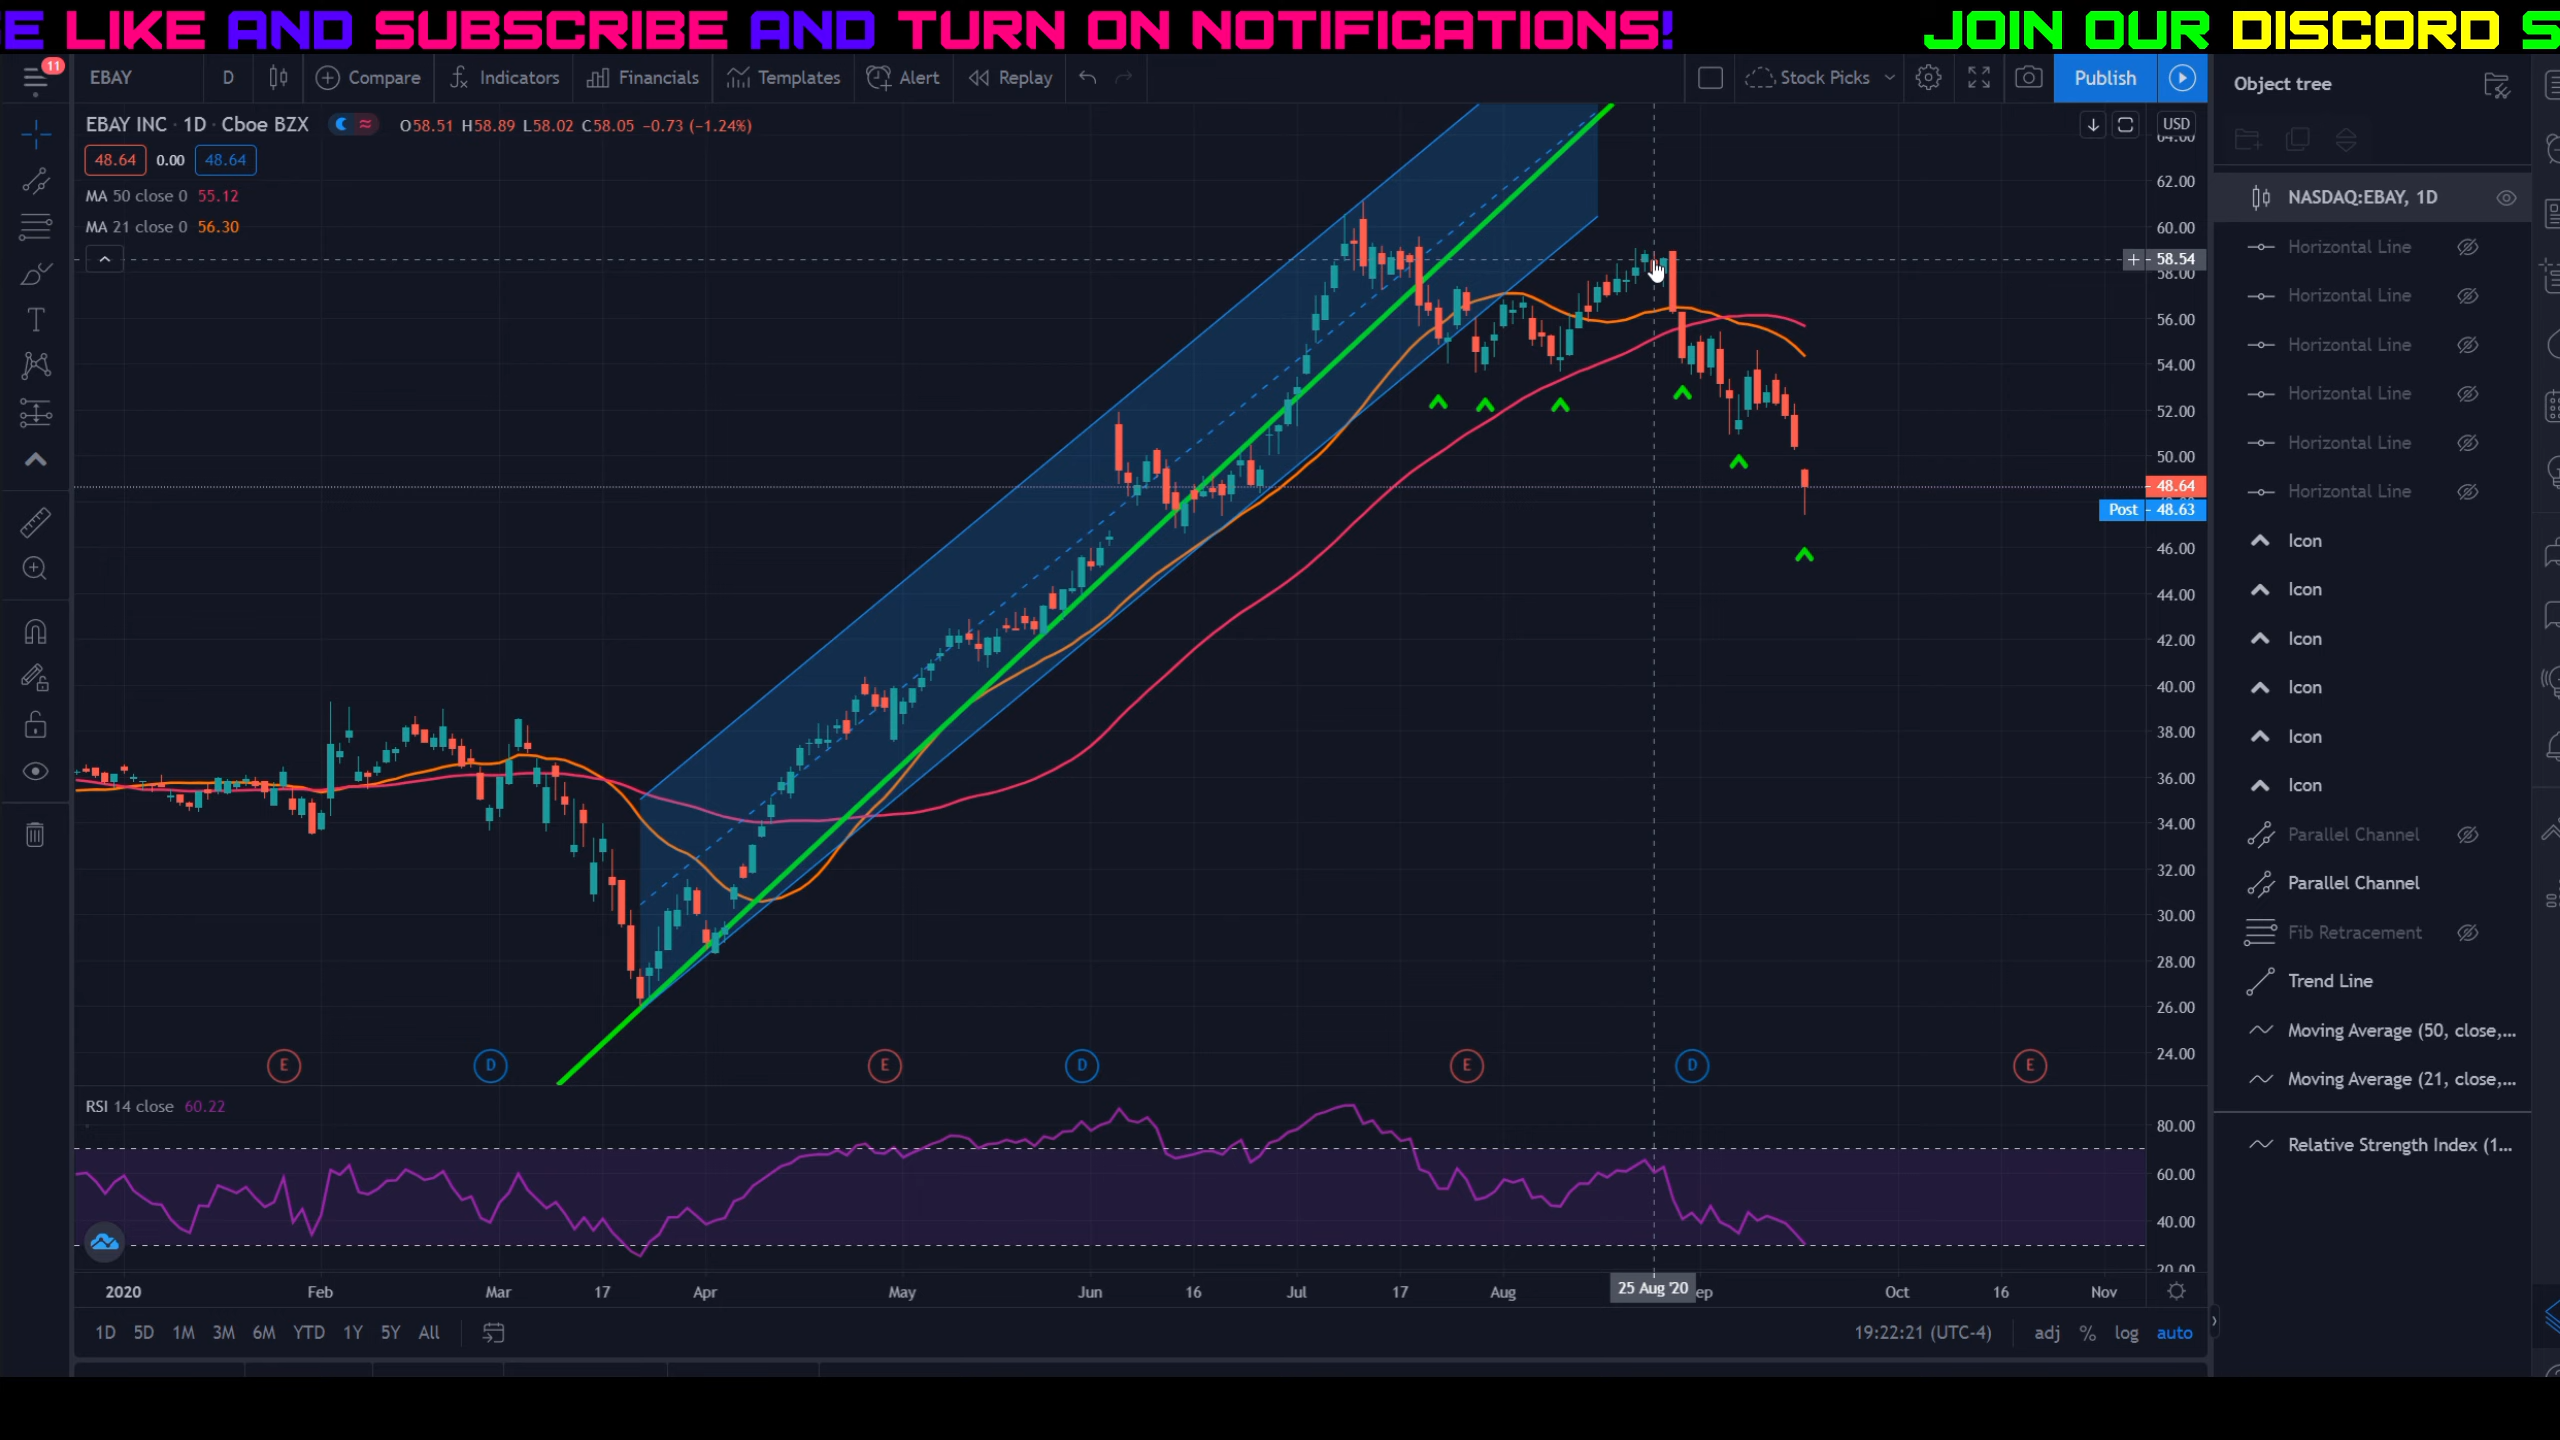 E LIKE AND SUBSCRIBE AND TURN ON NOTIFICATIONS! JOIN OUR DISCORD S
11
EBAY D Compare Indicators Financials Templates Alert Replay Stock Picks Publish
Object tree
EBAY INC · 1D · Cboe BZX O58.51 H58.89 L58.02 C58.05 −0.73 (−1.24%)
USD
48.64 0.00 48.64
MA 50 close 0 55.12
MA 21 close 0 56.30
64.00
62.00
60.00
58.54
58.00
56.00
54.00
52.00
50.00
48.64
Post 48.63
46.00
44.00
42.00
40.00
38.00
36.00
34.00
32.00
30.00
28.00
26.00
24.00
E D E D E D E
RSI 14 close 60.22
80.00
60.00
40.00
20.00
2020 Feb Mar 17 Apr May Jun 16 Jul 17 Aug 25 Aug '20 ep Oct 16 Nov
1D 5D 1M 3M 6M YTD 1Y 5Y All 19:22:21 (UTC-4) adj % log auto
NASDAQ:EBAY, 1D
Horizontal Line
Horizontal Line
Horizontal Line
Horizontal Line
Horizontal Line
Horizontal Line
Icon
Icon
Icon
Icon
Icon
Icon
Parallel Channel
Parallel Channel
Fib Retracement
Trend Line
Moving Average (50, close,...
Moving Average (21, close,...
Relative Strength Index (1...